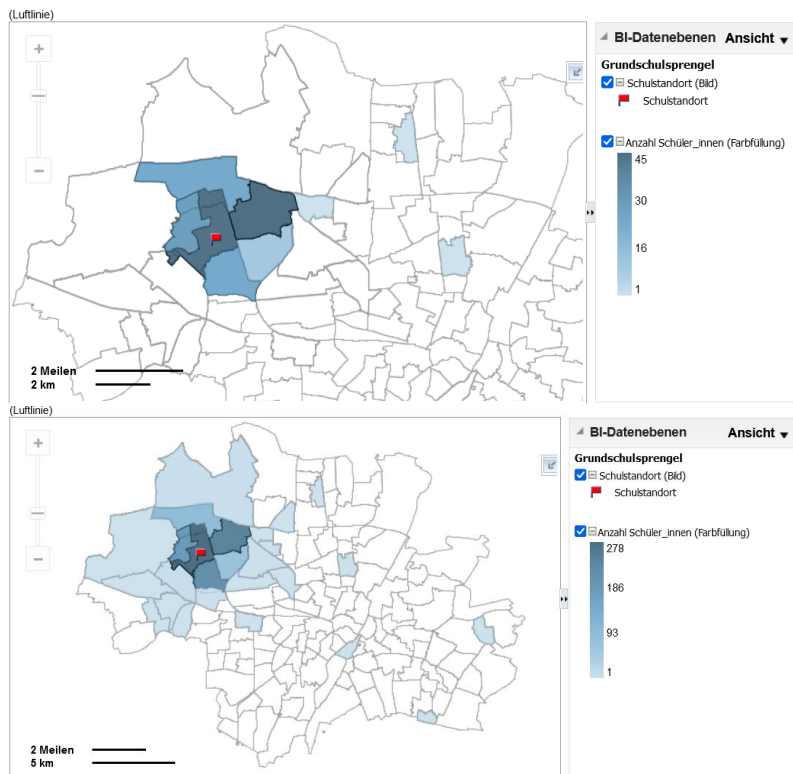 (Luftlinie)
BI-Datenebenen Ansicht
Grundschulsprengel
Schulstandort (Bild)
Schulstandort
Anzahl Schüler_innen (Farbfüllung)
45
30
16
1
2 Meilen
2 km
(Luftlinie)
BI-Datenebenen Ansicht
Grundschulsprengel
Schulstandort (Bild)
Schulstandort
Anzahl Schüler_innen (Farbfüllung)
278
186
93
1
2 Meilen
5 km